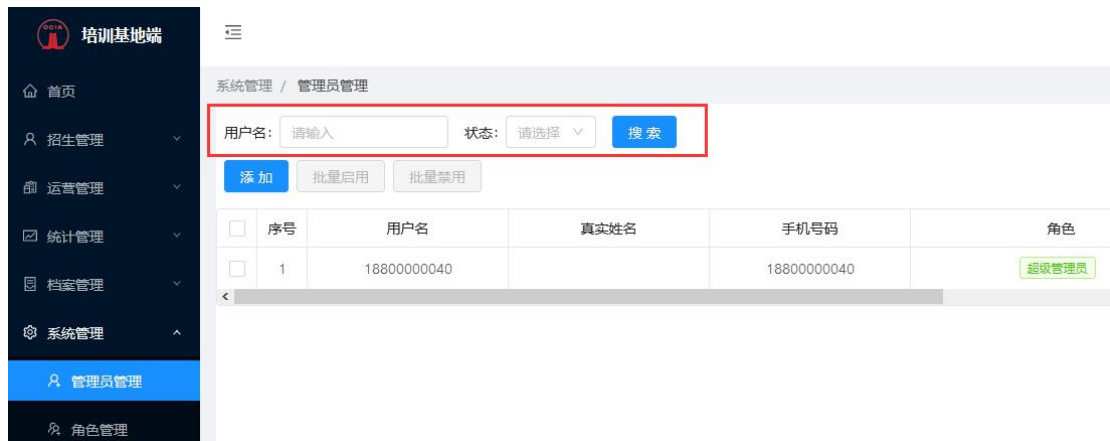 CCIA
培训基地端
首页
招生管理
运营管理
统计管理
档案管理
系统管理
管理员管理
角色管理
系统管理 / 管理员管理
用户名: 请输入 状态: 请选择 搜 索
添 加 批量启用 批量禁用
序号 用户名 真实姓名 手机号码 角色
1 18800000040 18800000040 超级管理员